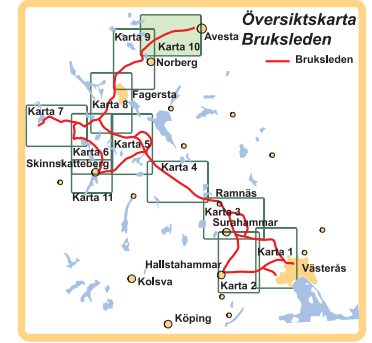 Översiktskarta
Bruksleden
Bruksleden
Karta 9
Karta 10
Avesta
Norberg
Fagersta
Karta 7
Karta 8
Karta 6
Karta 5
Skinnskatteberg
Karta 4
Karta 11
Ramnäs
Karta 3
Surahammar
Karta 1
Hallstahammar
Västerås
Kolsva
Karta 2
Köping